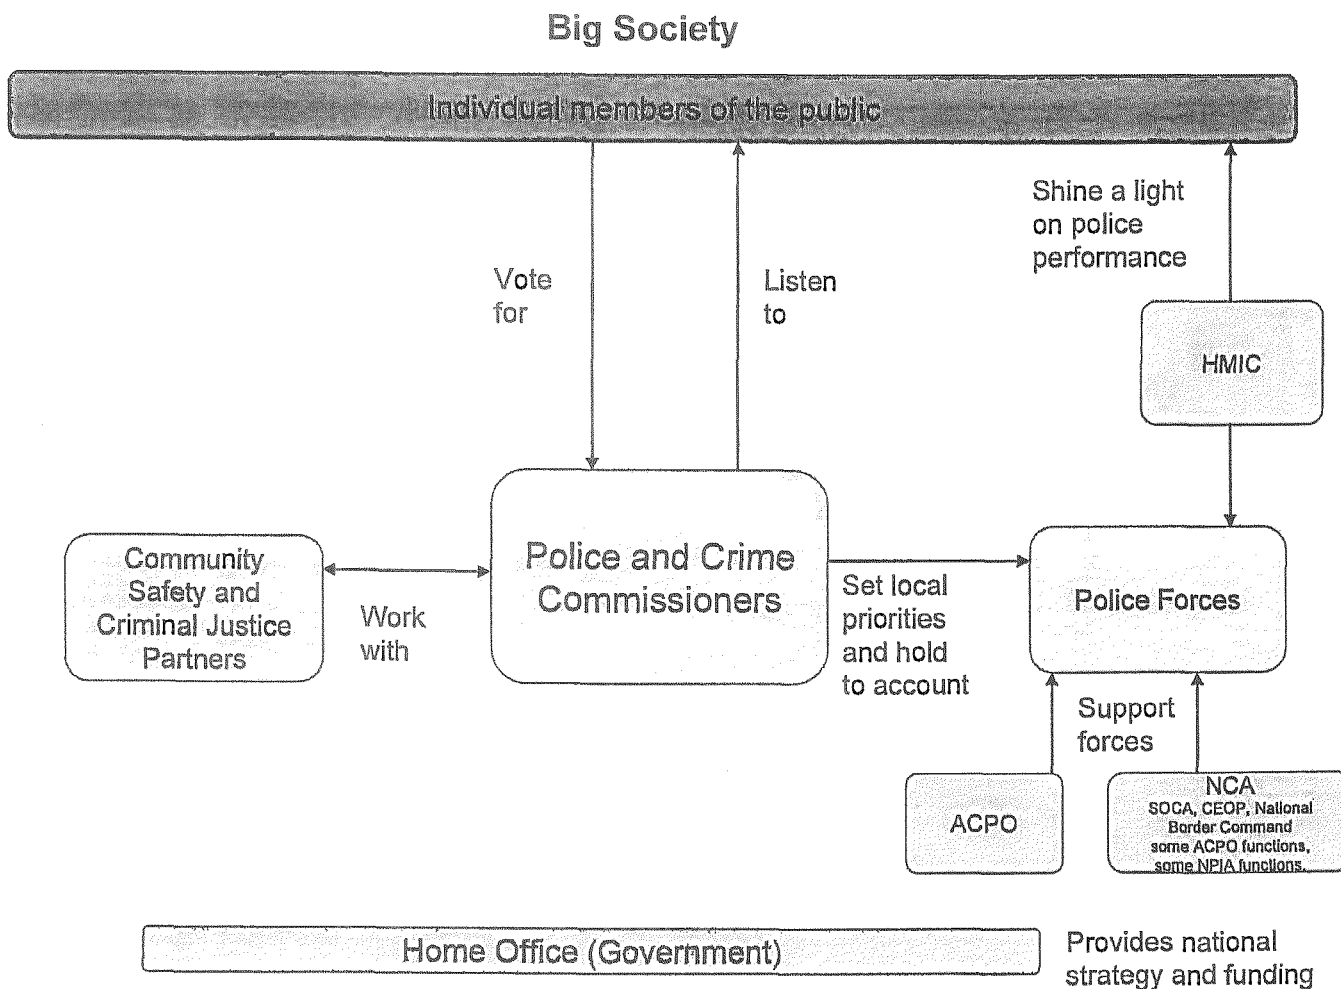 Big Society
Individual members of the public
Shine a light
on police
performance
Vote
for
Listen
to
HMIC
Community
Safety and
Criminal Justice
Partners
Work
with
Police and Crime
Commissioners
Set local
priorities
and hold
to account
Police Forces
Support
forces
ACPO
NCA
SOCA, CEOP, National
Border Command
some ACPO functions,
some NPIA functions.
Home Office (Government)
Provides national
strategy and funding